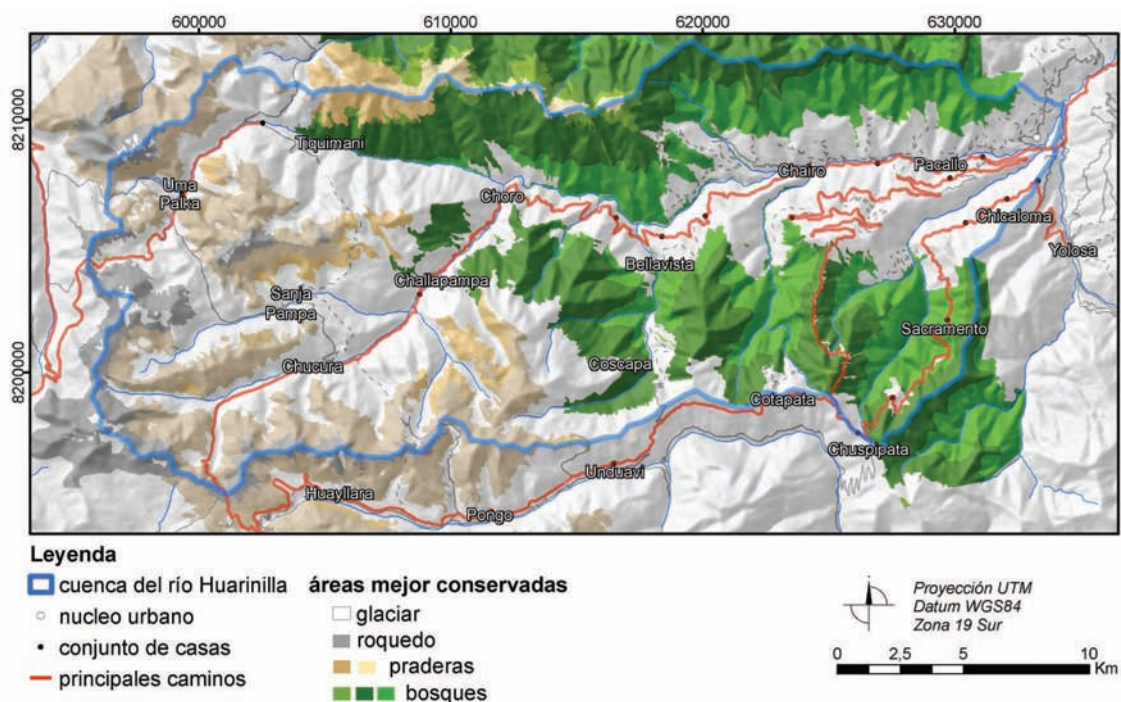 600000 610000 620000 630000
8210000
8200000
Tiquimani
Uma
Palka
Choro
Chairo
Pacallo
Chicaloma
Yolosa
Bellavista
Challapampa
Sanja
Pampa
Sacramento
Chucura
Coscapa
Cotapata
Chuspipata
Unduavi
Huayllara
Pongo
Leyenda
cuenca del río Huarinilla
nucleo urbano
conjunto de casas
principales caminos
áreas mejor conservadas
glaciar
roquedo
praderas
bosques
Proyección UTM
Datum WGS84
Zona 19 Sur
0 2,5 5 10
Km